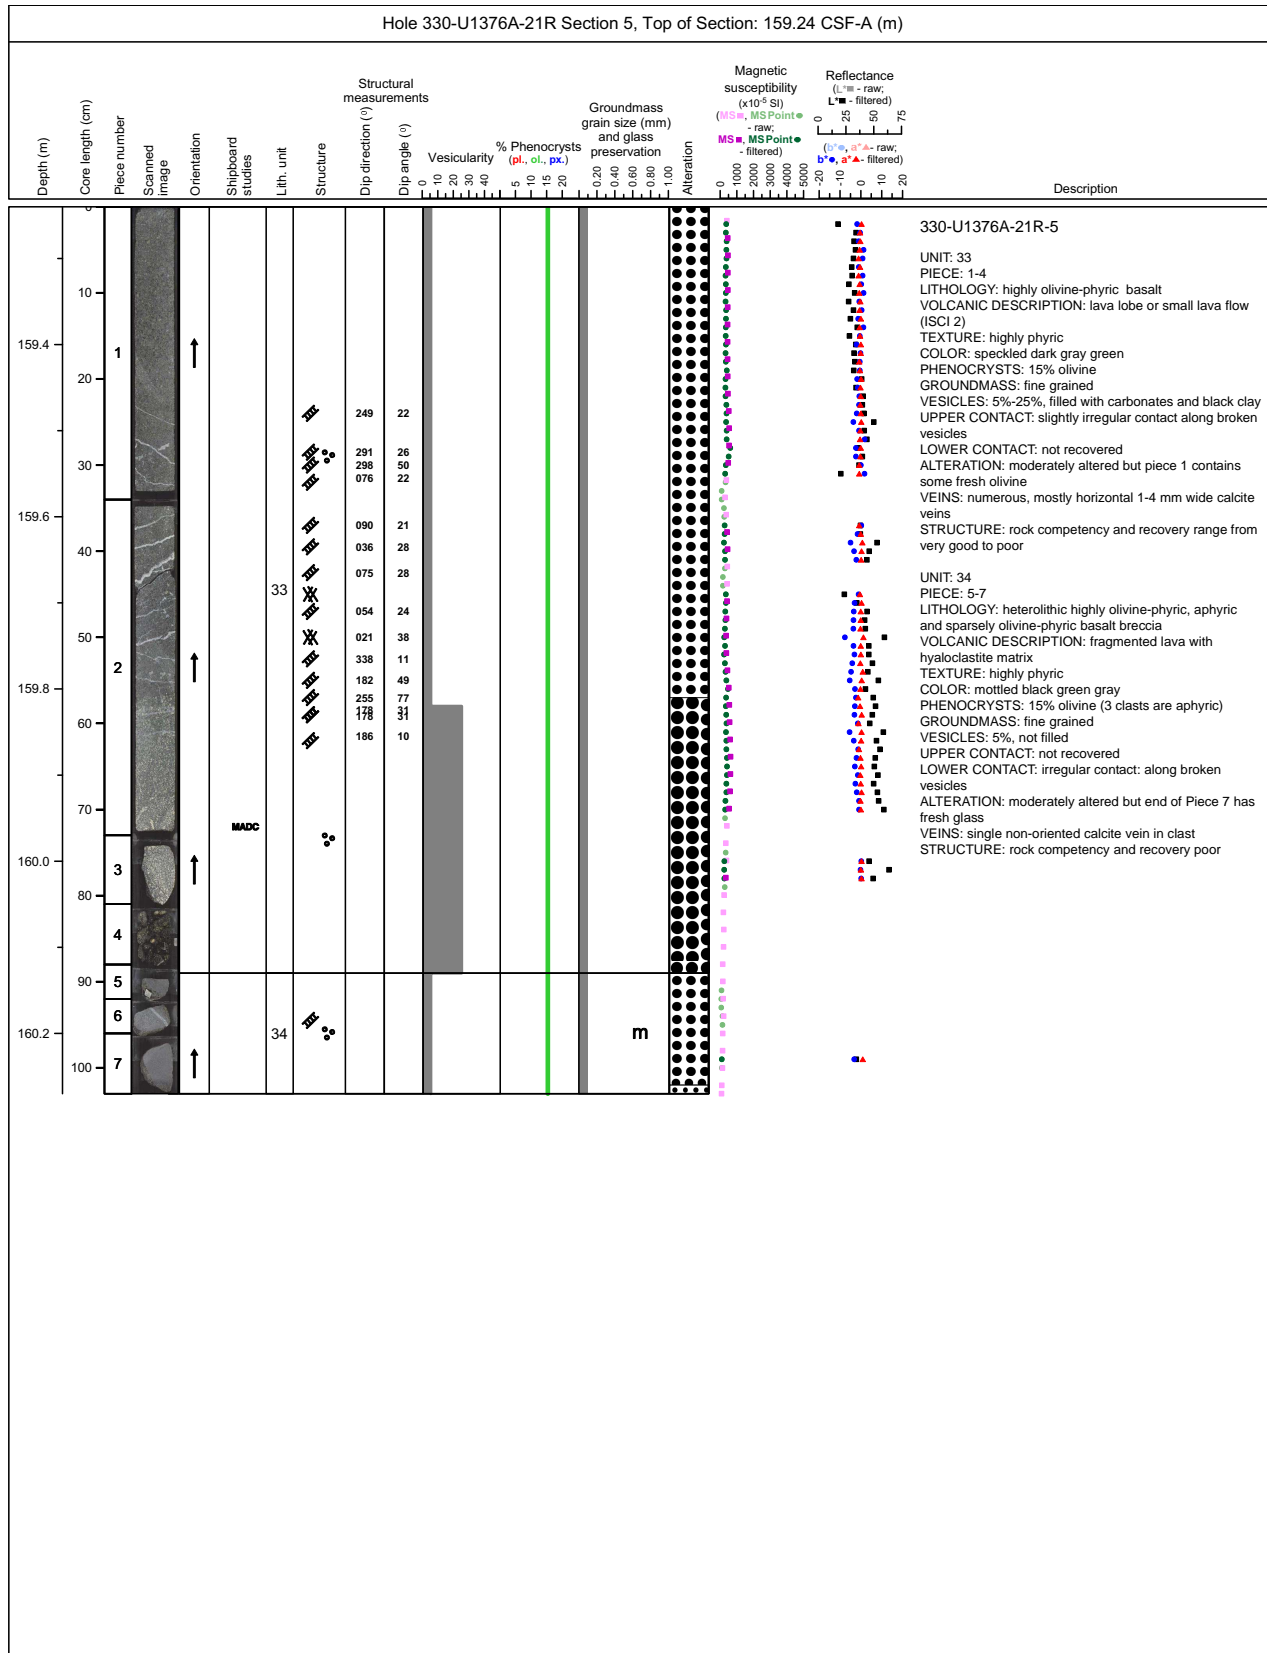 Hole 330-U1376A-21R Section 5, Top of Section: 159.24 CSF-A (m)
Depth (m)
Core length (cm)
Piece number
Scanned
image
Orientation
Shipboard
studies
Lith. unit
Structure
Structural
measurements
Dip direction (º)
Dip angle (º)
Vesicularity
0 10 20 30 40
% Phenocrysts
(pl., ol., px.)
5 10 15 20
Groundmass
grain size (mm)
and glass
preservation
0.20 0.40 0.60 0.80 1.00
Alteration
Magnetic
susceptibility
(x10-5 SI)
(MS■, MSPoint●
- raw;
MS■, MSPoint●
- filtered)
0 1000 2000 3000 4000 5000
Reflectance
(L*■ - raw;
L*■ - filtered)
0 25 50 75
(b*●, a*▲- raw;
b*●, a*▲- filtered)
-20 -10 0 10 20
Description
0
10
20
30
40
50
60
70
80
90
100
159.4
159.6
159.8
160.0
160.2
1
2
3
4
5
6
7
MADC
33
34
249 22
291 26
298 50
076 22
090 21
036 28
075 28
054 24
021 38
338 11
182 49
255 77
178 31
178 31
186 10
m
330-U1376A-21R-5
UNIT: 33
PIECE: 1-4
LITHOLOGY: highly olivine-phyric basalt
VOLCANIC DESCRIPTION: lava lobe or small lava flow
(ISCI 2)
TEXTURE: highly phyric
COLOR: speckled dark gray green
PHENOCRYSTS: 15% olivine
GROUNDMASS: fine grained
VESICLES: 5%-25%, filled with carbonates and black clay
UPPER CONTACT: slightly irregular contact along broken
vesicles
LOWER CONTACT: not recovered
ALTERATION: moderately altered but piece 1 contains
some fresh olivine
VEINS: numerous, mostly horizontal 1-4 mm wide calcite
veins
STRUCTURE: rock competency and recovery range from
very good to poor
UNIT: 34
PIECE: 5-7
LITHOLOGY: heterolithic highly olivine-phyric, aphyric
and sparsely olivine-phyric basalt breccia
VOLCANIC DESCRIPTION: fragmented lava with
hyaloclastite matrix
TEXTURE: highly phyric
COLOR: mottled black green gray
PHENOCRYSTS: 15% olivine (3 clasts are aphyric)
GROUNDMASS: fine grained
VESICLES: 5%, not filled
UPPER CONTACT: not recovered
LOWER CONTACT: irregular contact: along broken
vesicles
ALTERATION: moderately altered but end of Piece 7 has
fresh glass
VEINS: single non-oriented calcite vein in clast
STRUCTURE: rock competency and recovery poor